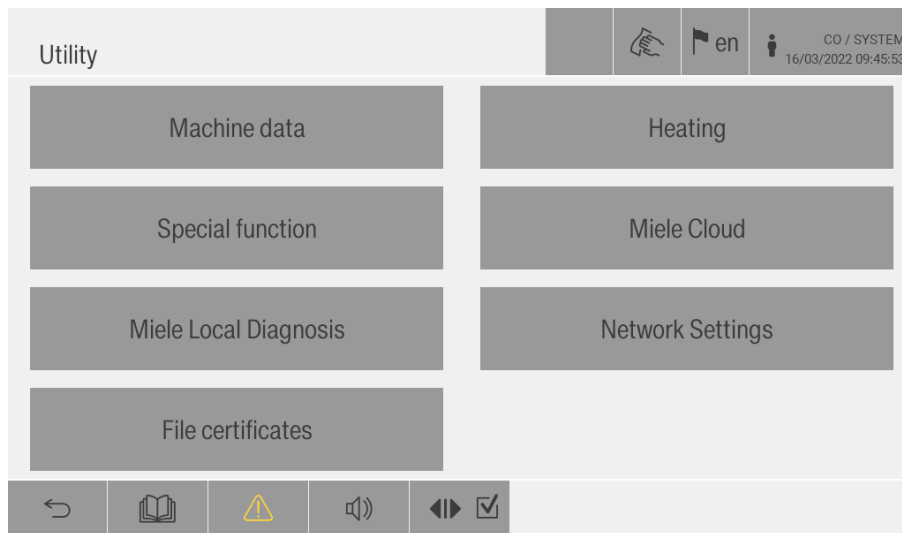 Utility
en
CO / SYSTEM
16/03/2022 09:45:53
Machine data
Heating
Special function
Miele Cloud
Miele Local Diagnosis
Network Settings
File certificates